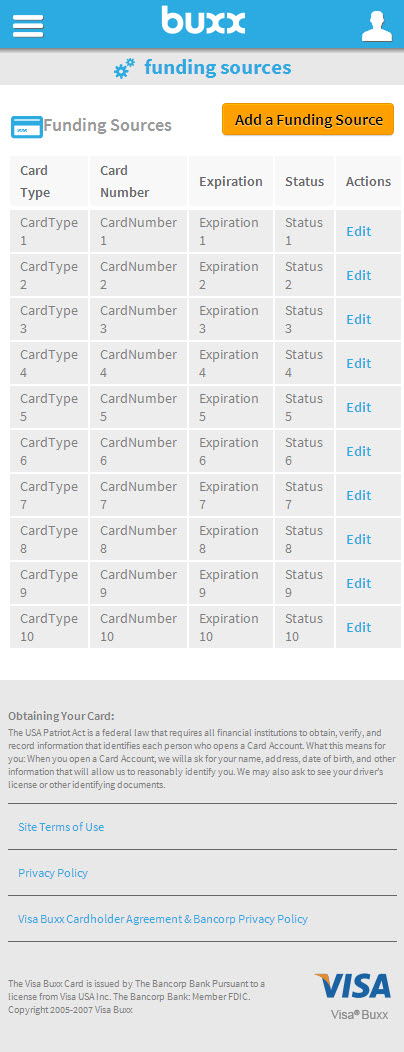 buxx
funding sources
Funding Sources
Add a Funding Source
Card Type Card Number Expiration Status Actions
CardType 1 CardNumber 1 Expiration 1 Status 1 Edit
CardType 2 CardNumber 2 Expiration 2 Status 2 Edit
CardType 3 CardNumber 3 Expiration 3 Status 3 Edit
CardType 4 CardNumber 4 Expiration 4 Status 4 Edit
CardType 5 CardNumber 5 Expiration 5 Status 5 Edit
CardType 6 CardNumber 6 Expiration 6 Status 6 Edit
CardType 7 CardNumber 7 Expiration 7 Status 7 Edit
CardType 8 CardNumber 8 Expiration 8 Status 8 Edit
CardType 9 CardNumber 9 Expiration 9 Status 9 Edit
CardType 10 CardNumber 10 Expiration 10 Status 10 Edit
Obtaining Your Card:
The USA Patriot Act is a federal law that requires all financial institutions to obtain, verify, and
record information that identifies each person who opens a Card Account. What this means for
you: When you open a Card Account, we willa sk for your name, address, date of birth, and other
information that will allow us to reasonably identify you. We may also ask to see your driver's
license or other identifying documents.
Site Terms of Use
Privacy Policy
Visa Buxx Cardholder Agreement & Bancorp Privacy Policy
The Visa Buxx Card is issued by The Bancorp Bank Pursuant to a
license from Visa USA Inc. The Bancorp Bank: Member FDIC.
Copyright 2005-2007 Visa Buxx
VISA
Visa® Buxx